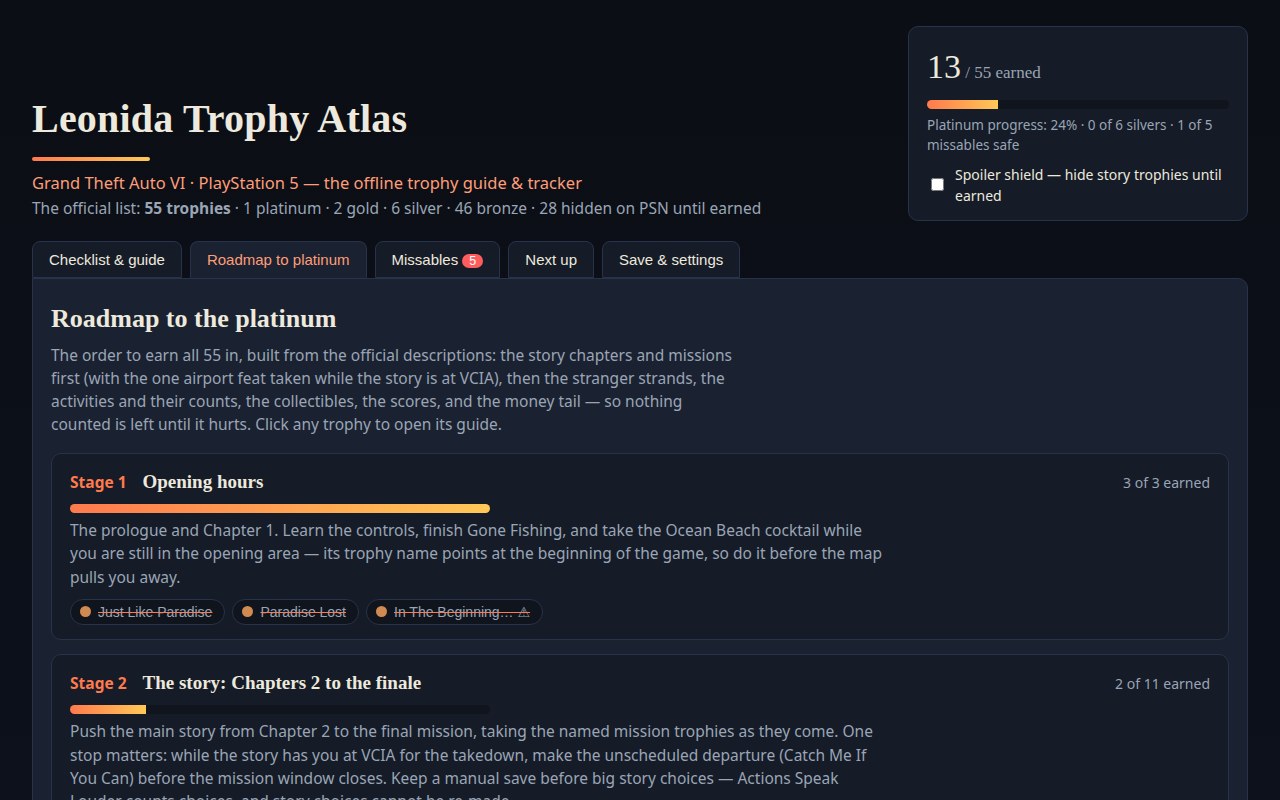 13 / 55 earned
Platinum progress: 24% · 0 of 6 silvers · 1 of 5
missables safe
Spoiler shield — hide story trophies until
earned
Leonida Trophy Atlas
Grand Theft Auto VI · PlayStation 5 — the offline trophy guide & tracker
The official list: 55 trophies · 1 platinum · 2 gold · 6 silver · 46 bronze · 28 hidden on PSN until earned
Checklist & guide
Roadmap to platinum
Missables 5
Next up
Save & settings
Roadmap to the platinum
The order to earn all 55 in, built from the official descriptions: the story chapters and missions
first (with the one airport feat taken while the story is at VCIA), then the stranger strands, the
activities and their counts, the collectibles, the scores, and the money tail — so nothing
counted is left until it hurts. Click any trophy to open its guide.
Stage 1 Opening hours 3 of 3 earned
The prologue and Chapter 1. Learn the controls, finish Gone Fishing, and take the Ocean Beach cocktail while
you are still in the opening area — its trophy name points at the beginning of the game, so do it before the map
pulls you away.
Just Like Paradise
Paradise Lost
In The Beginning… ⚠
Stage 2 The story: Chapters 2 to the finale 2 of 11 earned
Push the main story from Chapter 2 to the final mission, taking the named mission trophies as they come. One
stop matters: while the story has you at VCIA for the takedown, make the unscheduled departure (Catch Me If
You Can) before the mission window closes. Keep a manual save before big story choices — Actions Speak
Louder counts choices, and story choices cannot be re-made.